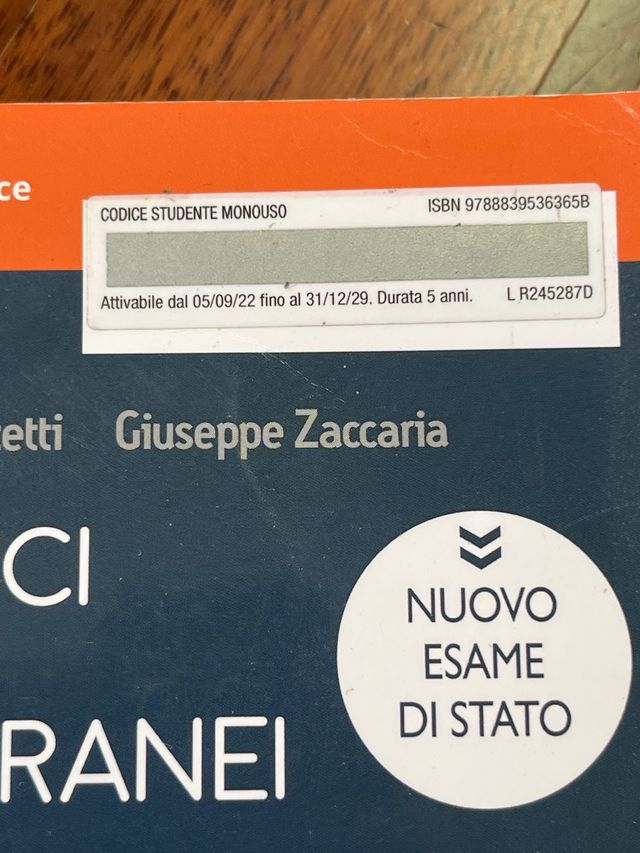 ce
CODICE STUDENTE MONOUSO
ISBN 9788839536365B
Attivabile dal 05/09/22 fino al 31/12/29. Durata 5 anni.
L R245287D
etti Giuseppe Zaccaria
CI
RANEI
NUOVO
ESAME
DI STATO